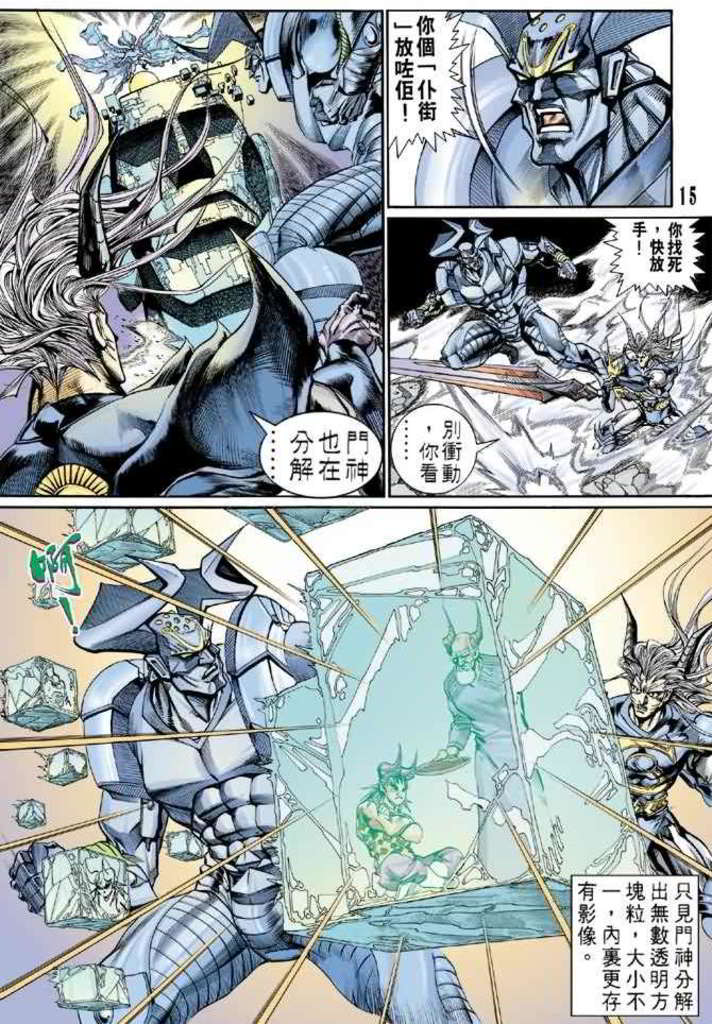 你個「仆街
」放咗佢！
15
你找死
，快放
手！
門神
也在
分解
⋯⋯
別衝動
，你看
⋯⋯
啊！
只見門神分解
出無數透明方
塊粒，大小不
一，內裏更存
有影像。